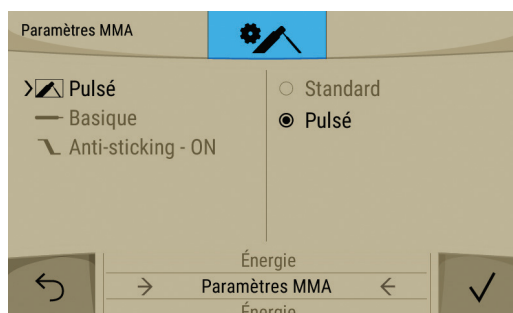 Paramètres MMA
Pulsé
Basique
Anti-sticking - ON
Standard
Pulsé
Énergie
Paramètres MMA
Énergie